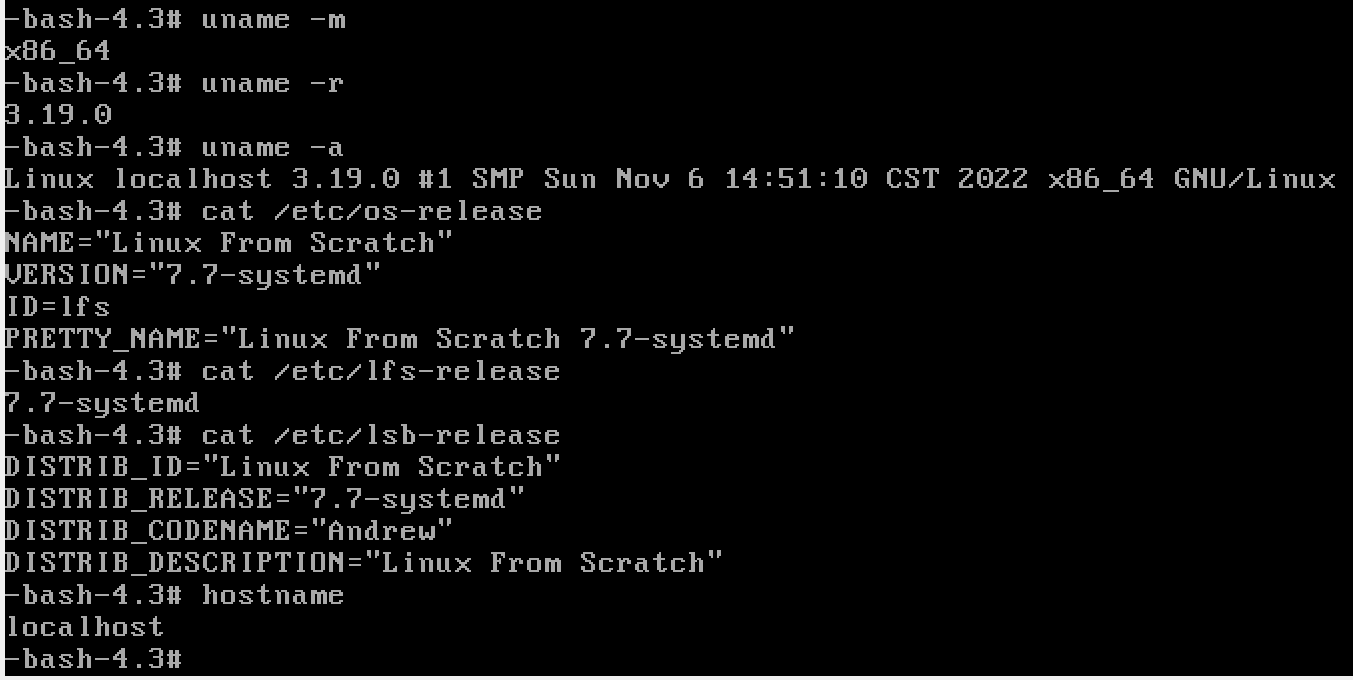 -bash-4.3# uname -m
x86_64
-bash-4.3# uname -r
3.19.0
-bash-4.3# uname -a
Linux localhost 3.19.0 #1 SMP Sun Nov 6 14:51:10 CST 2022 x86_64 GNU/Linux
-bash-4.3# cat /etc/os-release
NAME="Linux From Scratch"
VERSION="7.7-systemd"
ID=lfs
PRETTY_NAME="Linux From Scratch 7.7-systemd"
-bash-4.3# cat /etc/lfs-release
7.7-systemd
-bash-4.3# cat /etc/lsb-release
DISTRIB_ID="Linux From Scratch"
DISTRIB_RELEASE="7.7-systemd"
DISTRIB_CODENAME="Andrew"
DISTRIB_DESCRIPTION="Linux From Scratch"
-bash-4.3# hostname
localhost
-bash-4.3#